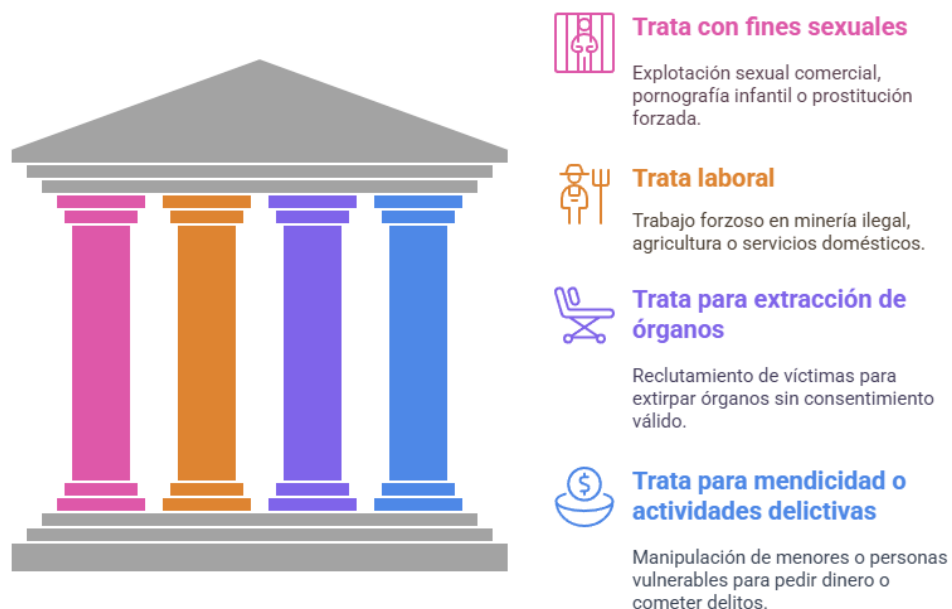 Trata con fines sexuales
Explotación sexual comercial,
pornografía infantil o prostitución
forzada.
Trata laboral
Trabajo forzoso en minería ilegal,
agricultura o servicios domésticos.
Trata para extracción de
órganos
Reclutamiento de víctimas para
extirpar órganos sin consentimiento
válido.
$
Trata para mendicidad o
actividades delictivas
Manipulación de menores o personas
vulnerables para pedir dinero o
cometer delitos.